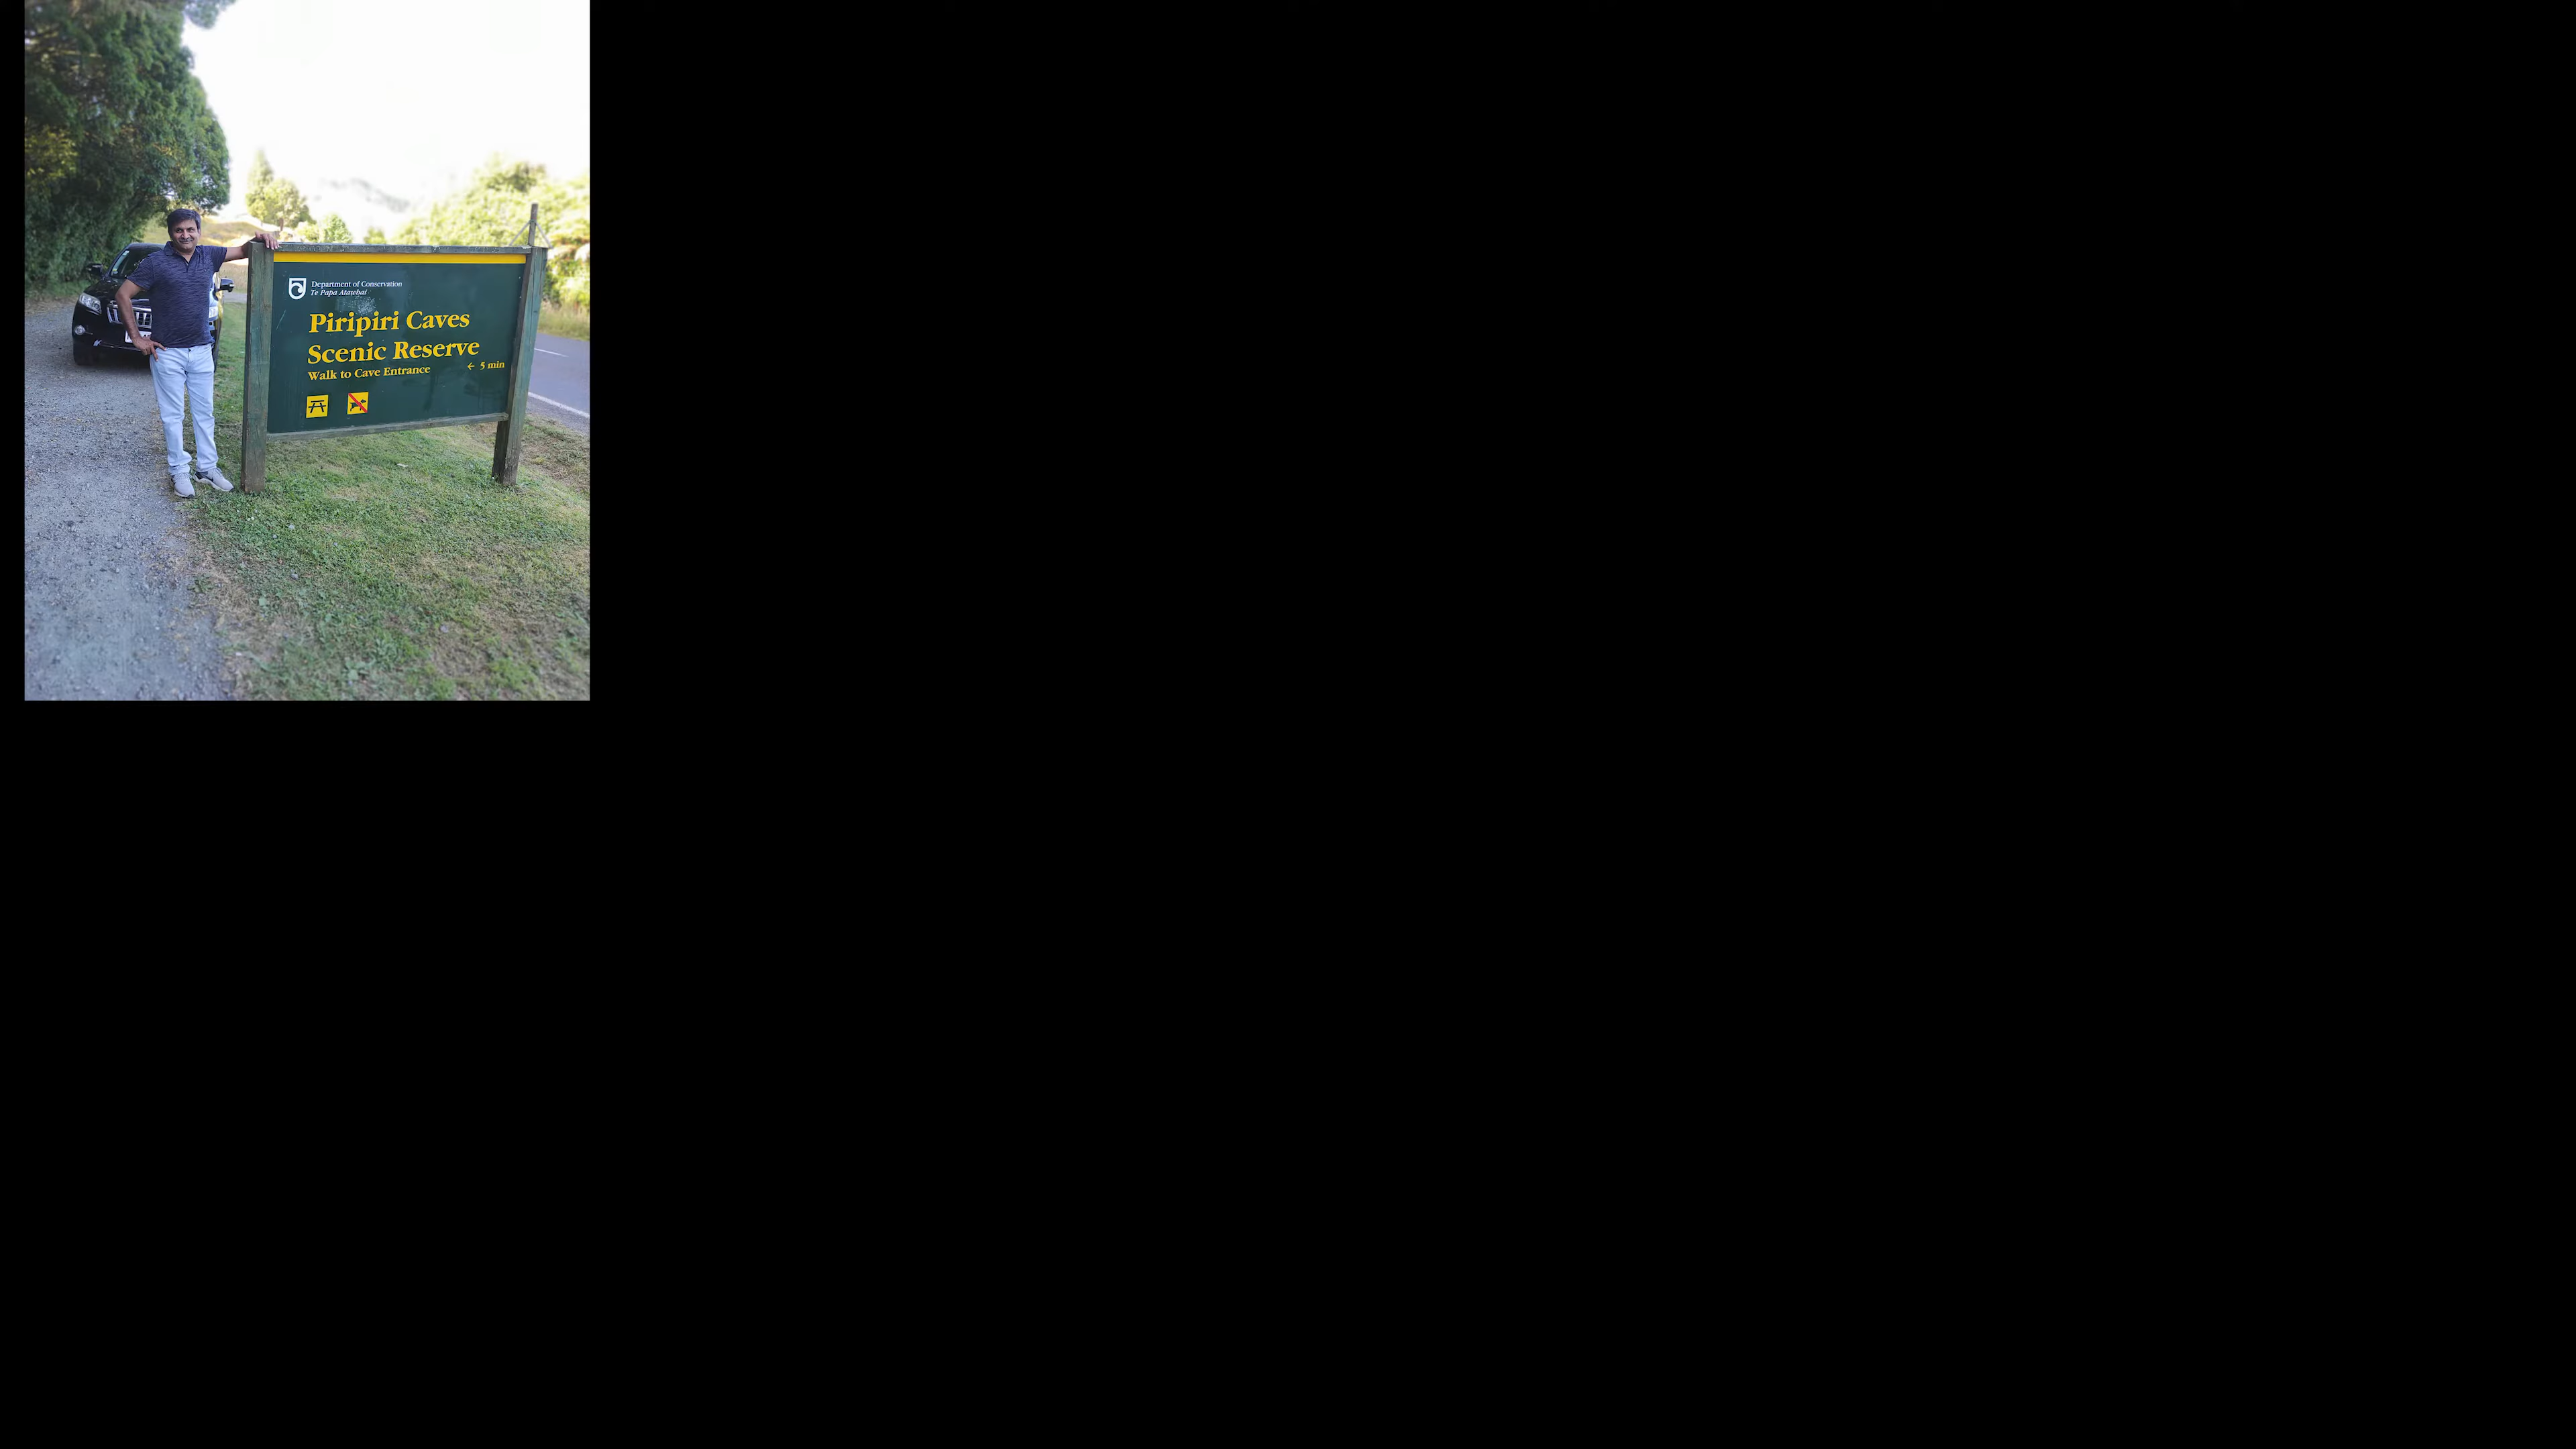 Department of Conservation
Te Papa Atawhai
Piripiri Caves
Scenic Reserve
Walk to Cave Entrance ← 5 min